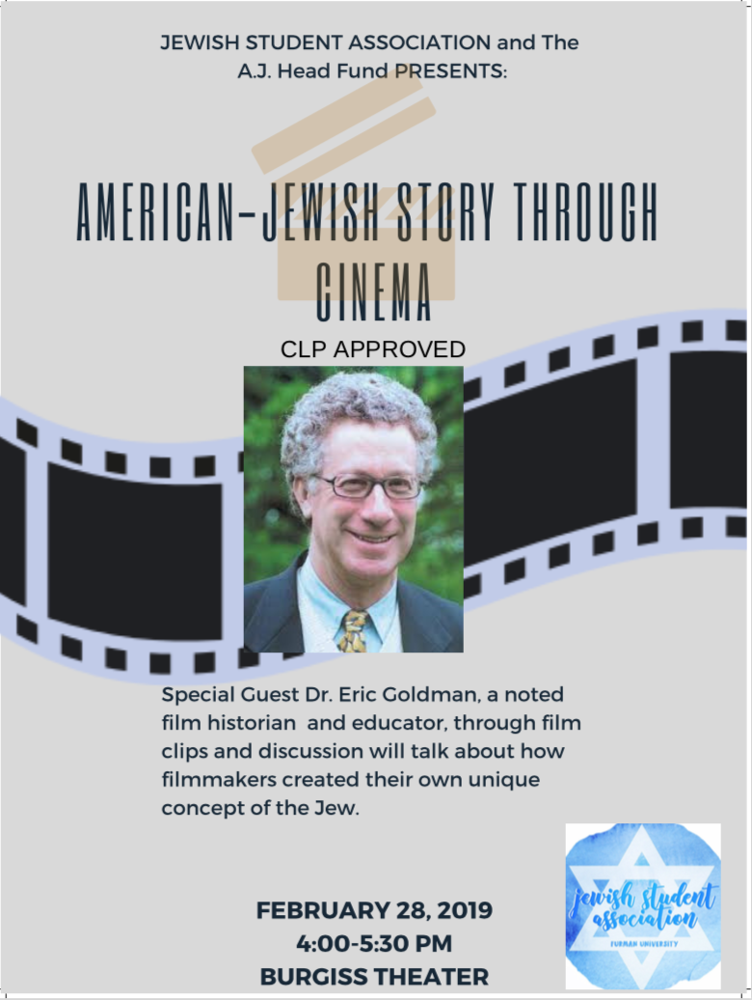 JEWISH STUDENT ASSOCIATION and The
A.J. Head Fund PRESENTS:
AMERICAN-JEWISH STORY THROUGH
CINEMA
CLP APPROVED
Special Guest Dr. Eric Goldman, a noted
film historian and educator, through film
clips and discussion will talk about how
filmmakers created their own unique
concept of the Jew.
FEBRUARY 28, 2019
4:00-5:30 PM
BURGISS THEATER
jewish student
association
FURMAN UNIVERSITY